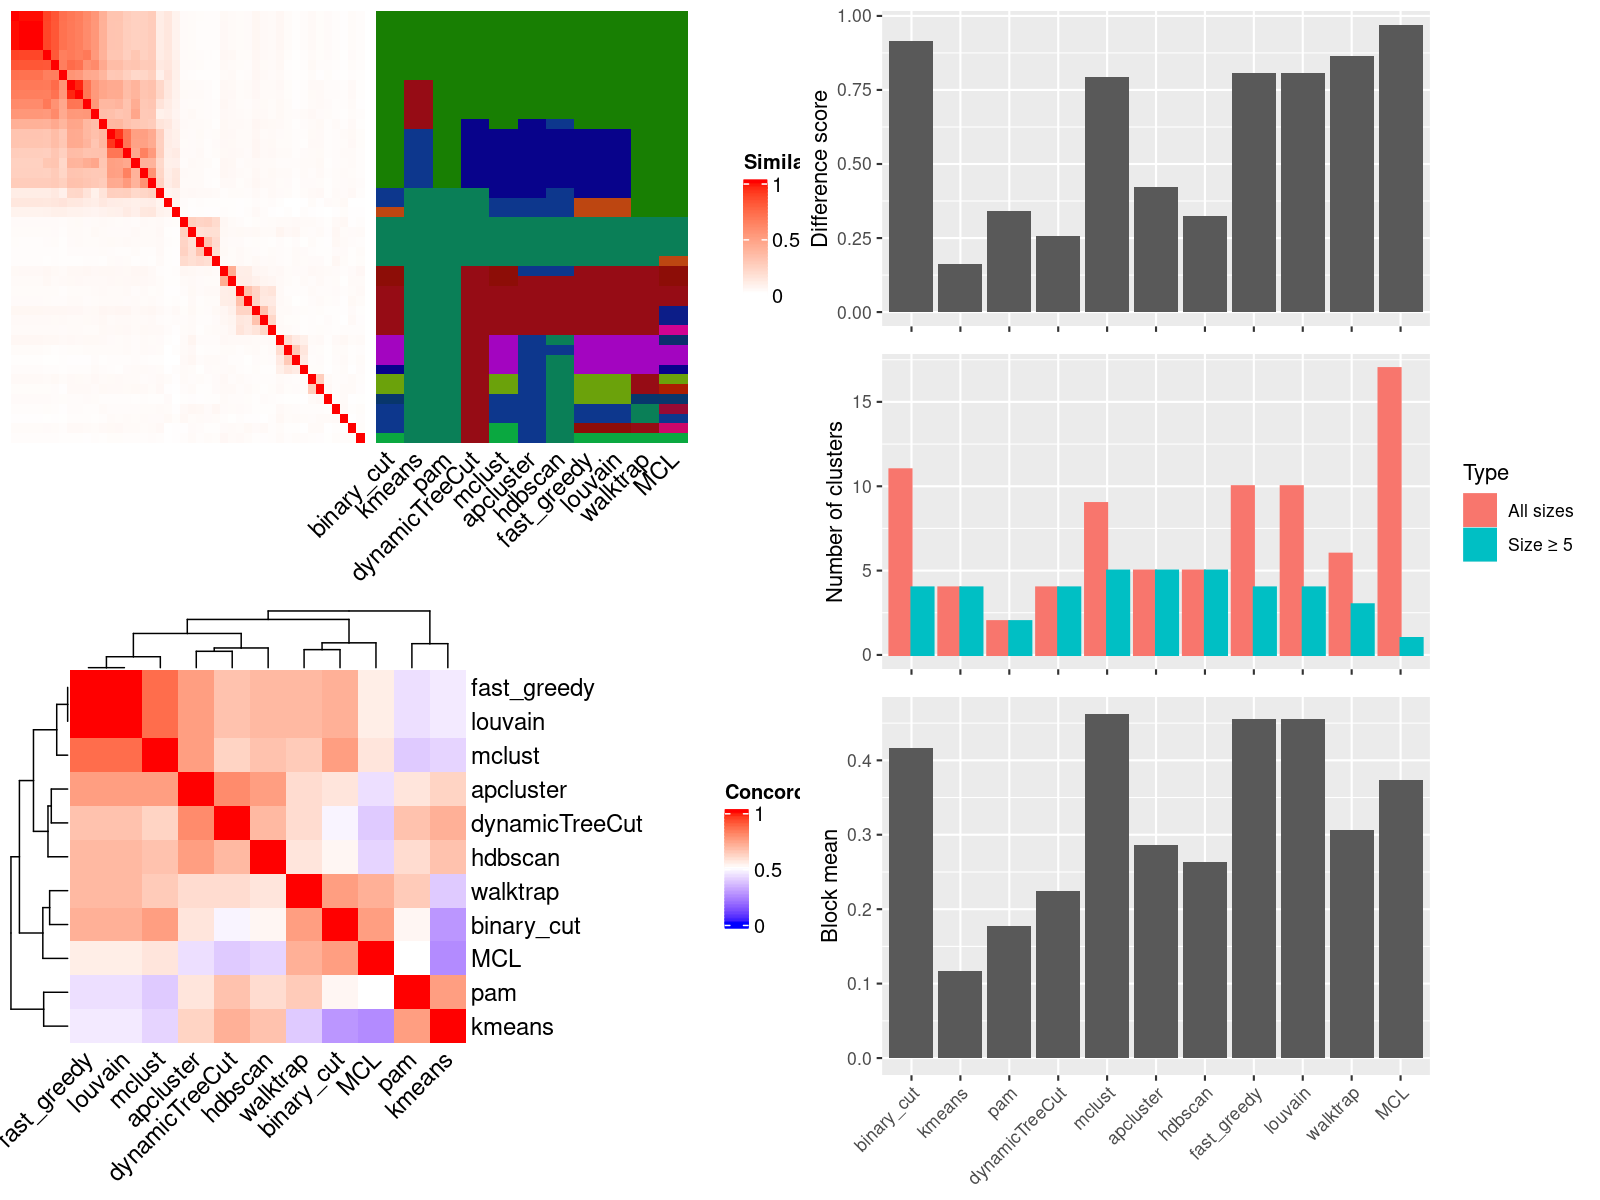 Simila
1
0.5
0
binary_cut
kmeans
pam
dynamicTreeCut
mclust
apcluster
hdbscan
fast_greedy
louvain
walktrap
MCL
fast_greedy
louvain
mclust
apcluster
dynamicTreeCut
hdbscan
walktrap
binary_cut
MCL
pam
kmeans
Concord
1
0.5
0
fast_greedy
louvain
mclust
apcluster
dynamicTreeCut
hdbscan
walktrap
binary_cut
MCL
pam
kmeans
Difference score
1.00
0.75
0.50
0.25
0.00
Number of clusters
15
10
5
0
Type
All sizes
Size ≥ 5
Block mean
0.4
0.3
0.2
0.1
0.0
binary_cut
kmeans
pam
dynamicTreeCut
mclust
apcluster
hdbscan
fast_greedy
louvain
walktrap
MCL